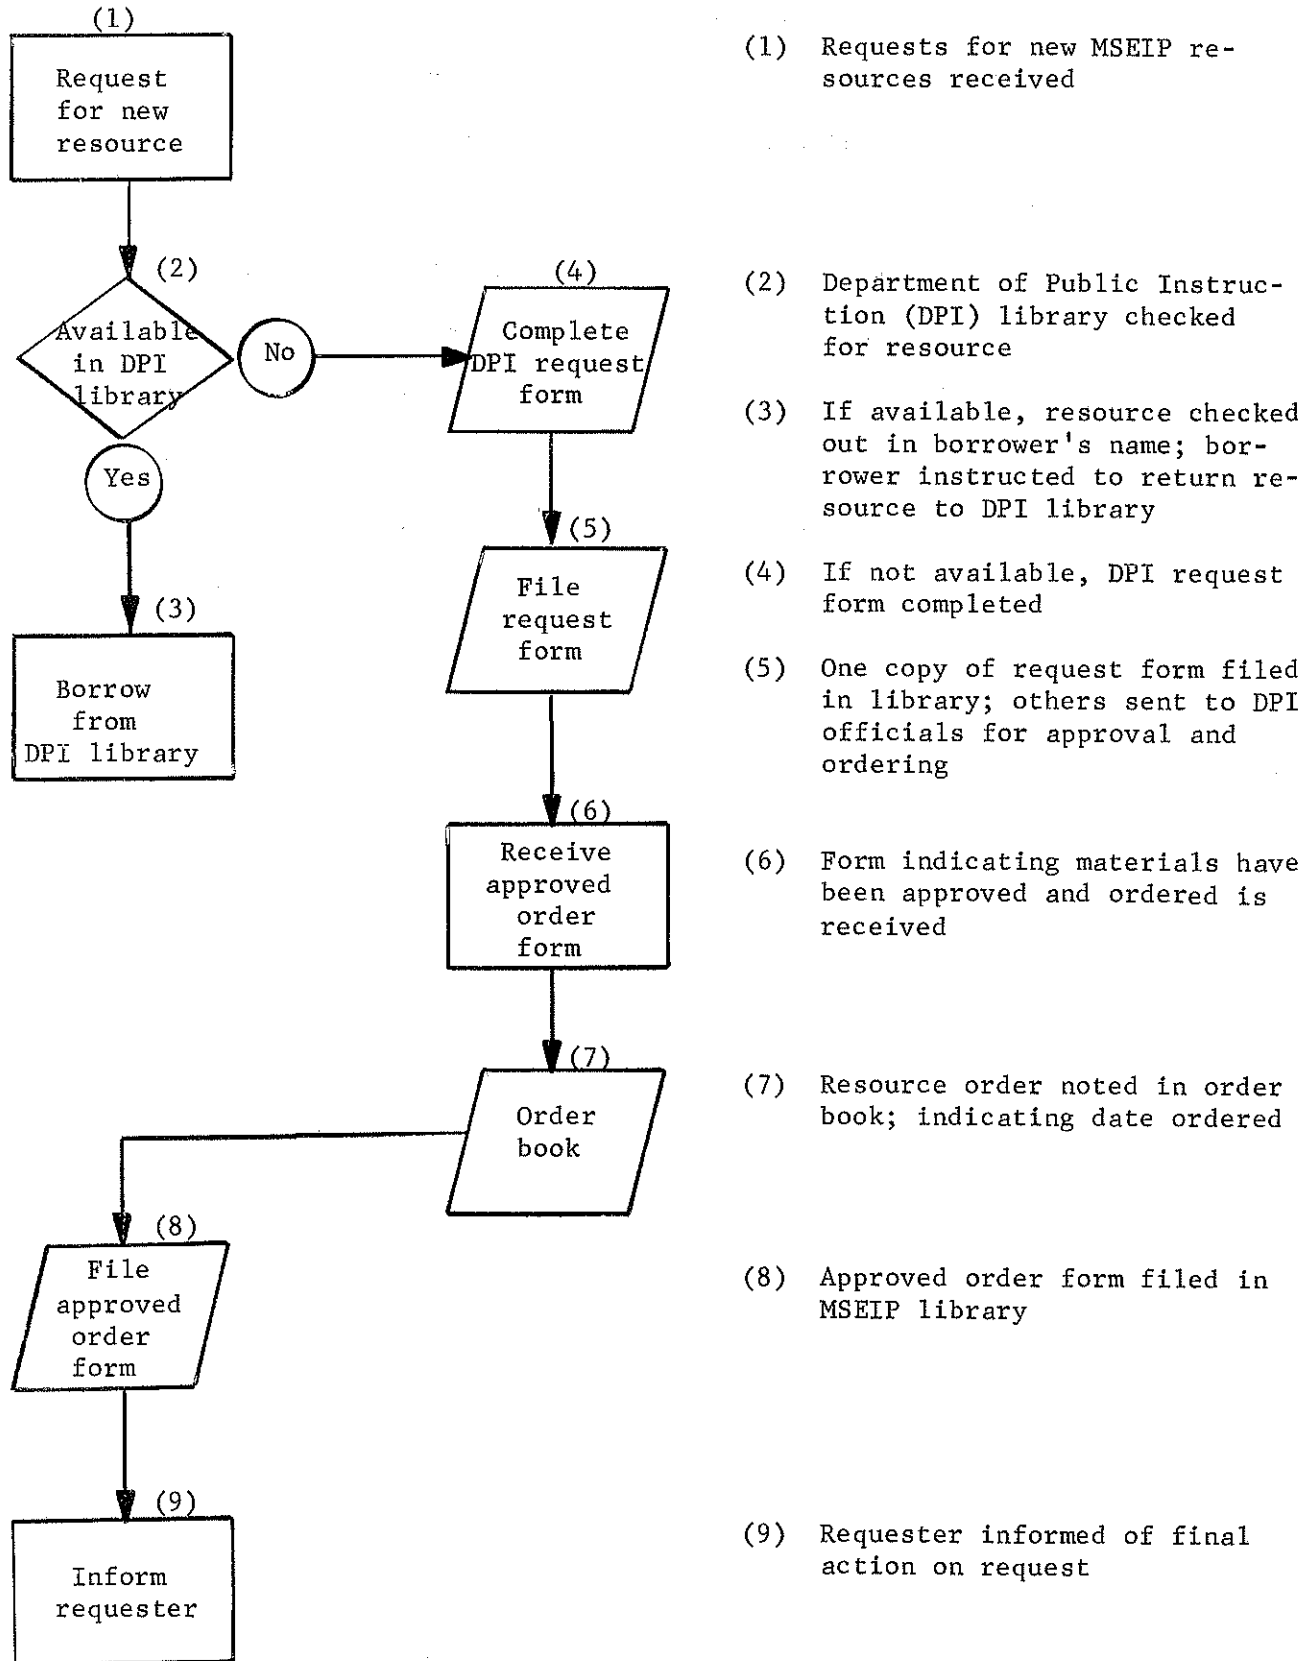 (1)
Request
for new
resource
(2)
Available
in DPI
library
No
Yes
(3)
Borrow
from
DPI library
(4)
Complete
DPI request
form
(5)
File
request
form
(6)
Receive
approved
order
form
(7)
Order
book
(8)
File
approved
order
form
(9)
Inform
requester
(1) Requests for new MSEIP re-
sources received
(2) Department of Public Instruc-
tion (DPI) library checked
for resource
(3) If available, resource checked
out in borrower's name; bor-
rower instructed to return re-
source to DPI library
(4) If not available, DPI request
form completed
(5) One copy of request form filed
in library; others sent to DPI
officials for approval and
ordering
(6) Form indicating materials have
been approved and ordered is
received
(7) Resource order noted in order
book; indicating date ordered
(8) Approved order form filed in
MSEIP library
(9) Requester informed of final
action on request